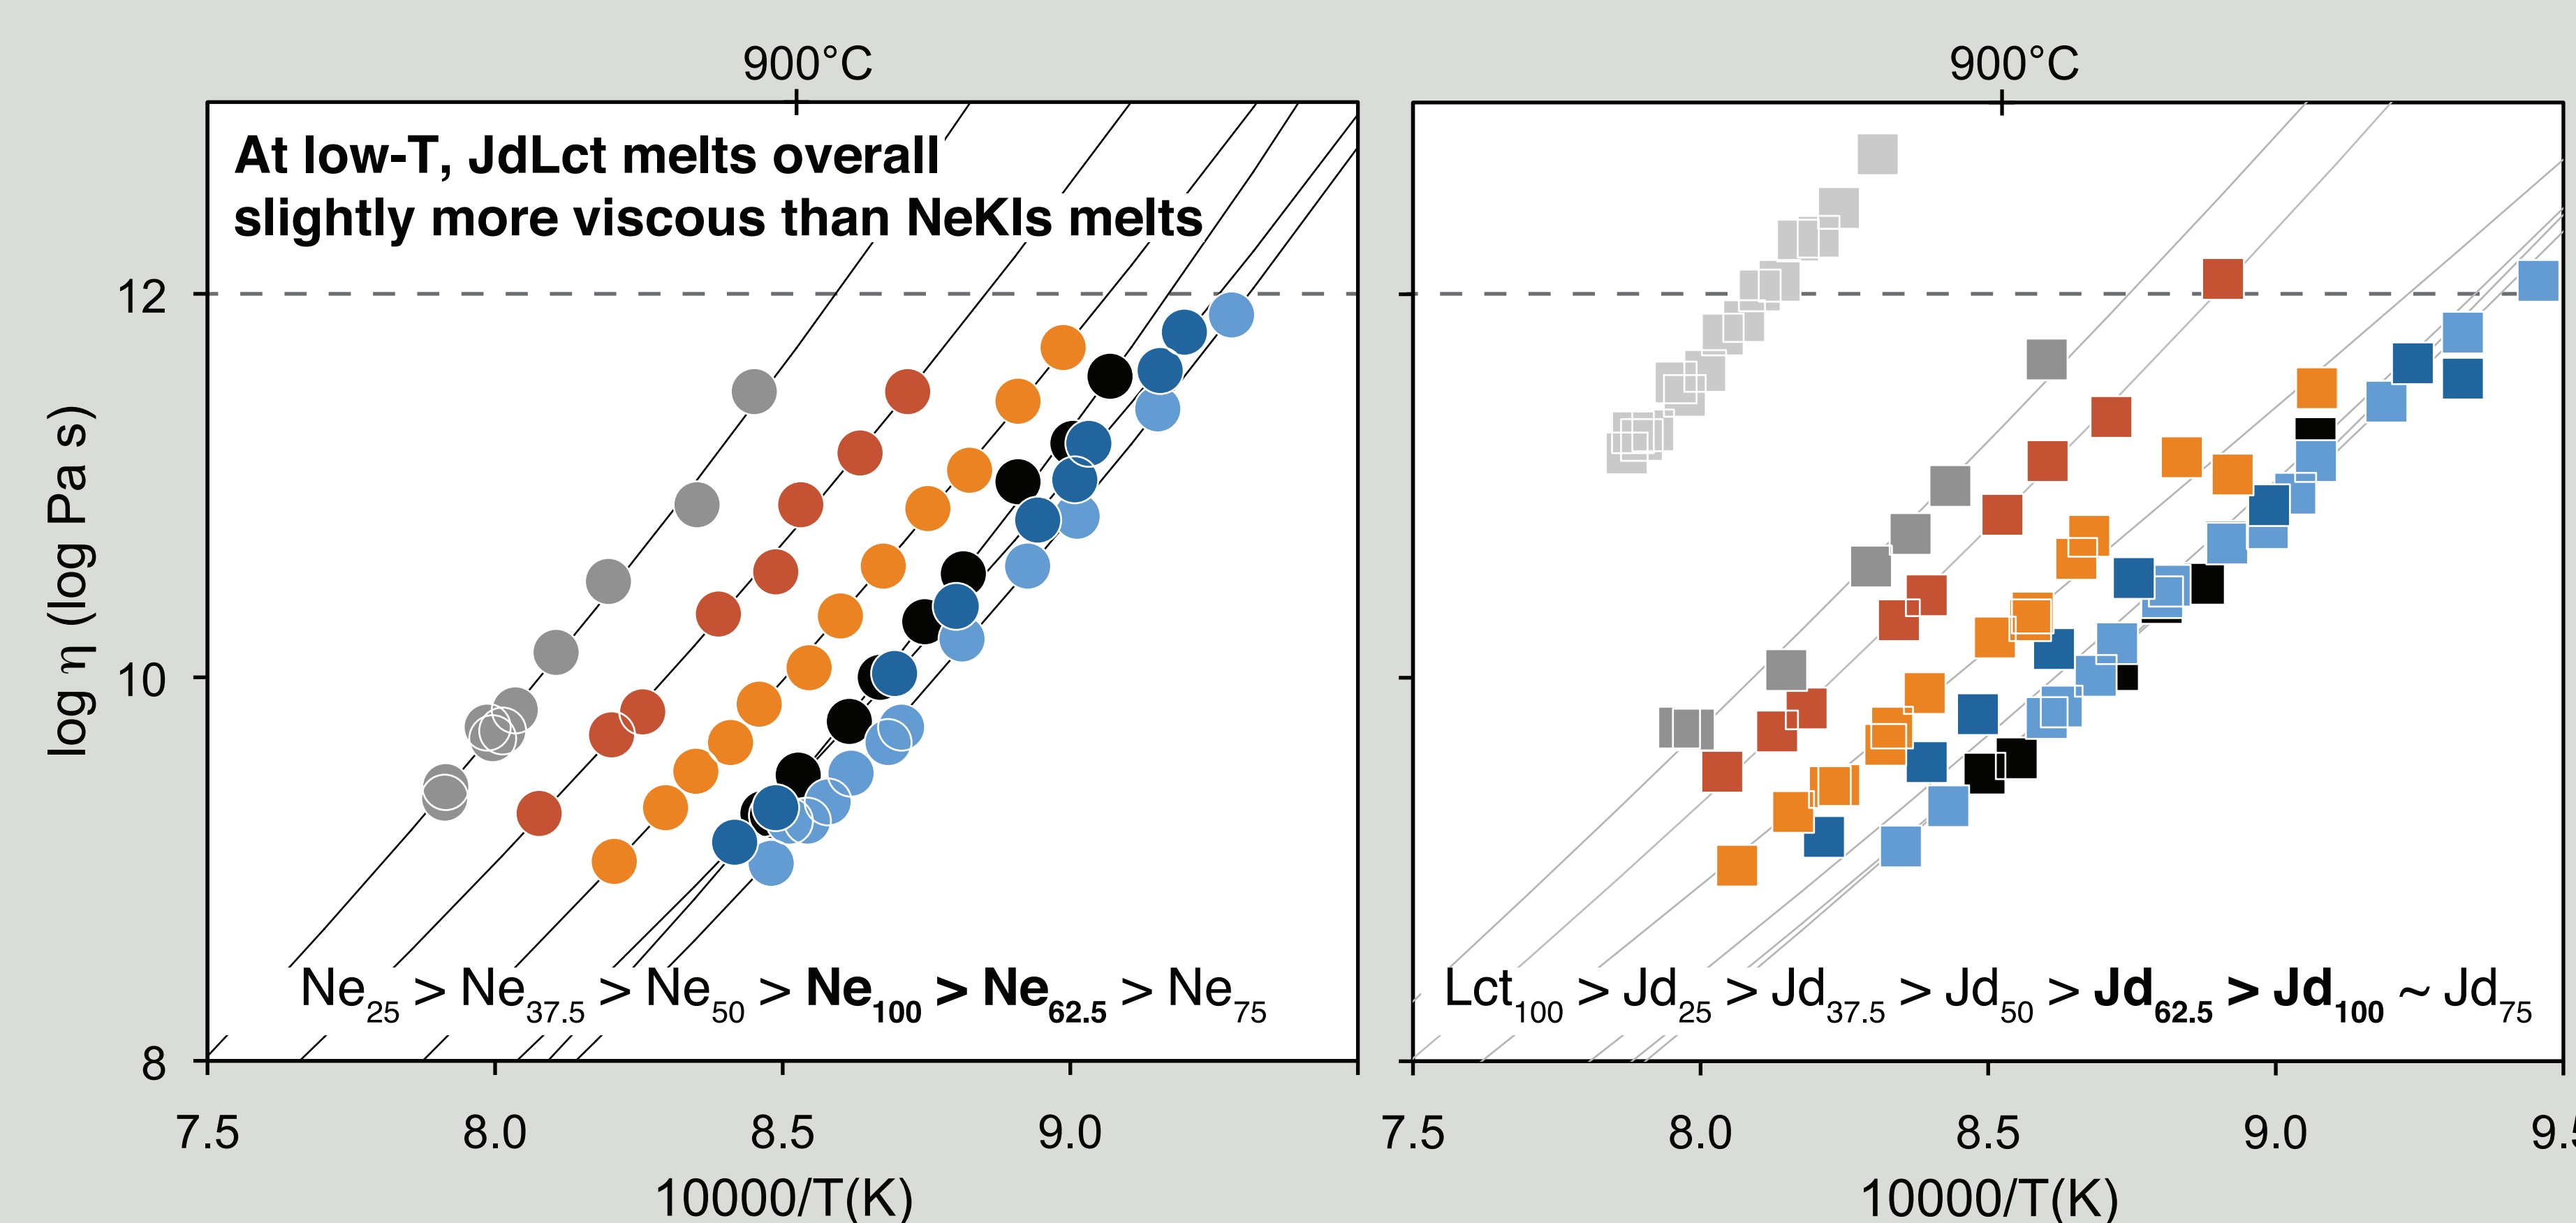 900°C
900°C
At low-T, JdLct melts overall
slightly more viscous than NeKls melts
12
10
8
log η (log Pa s)
Ne25 > Ne37.5 > Ne50 > Ne100 > Ne62.5 > Ne75
Lct100 > Jd25 > Jd37.5 > Jd50 > Jd62.5 > Jd100 ~ Jd75
7.5 8.0 8.5 9.0
7.5 8.0 8.5 9.0 9.5
10000/T(K)
10000/T(K)